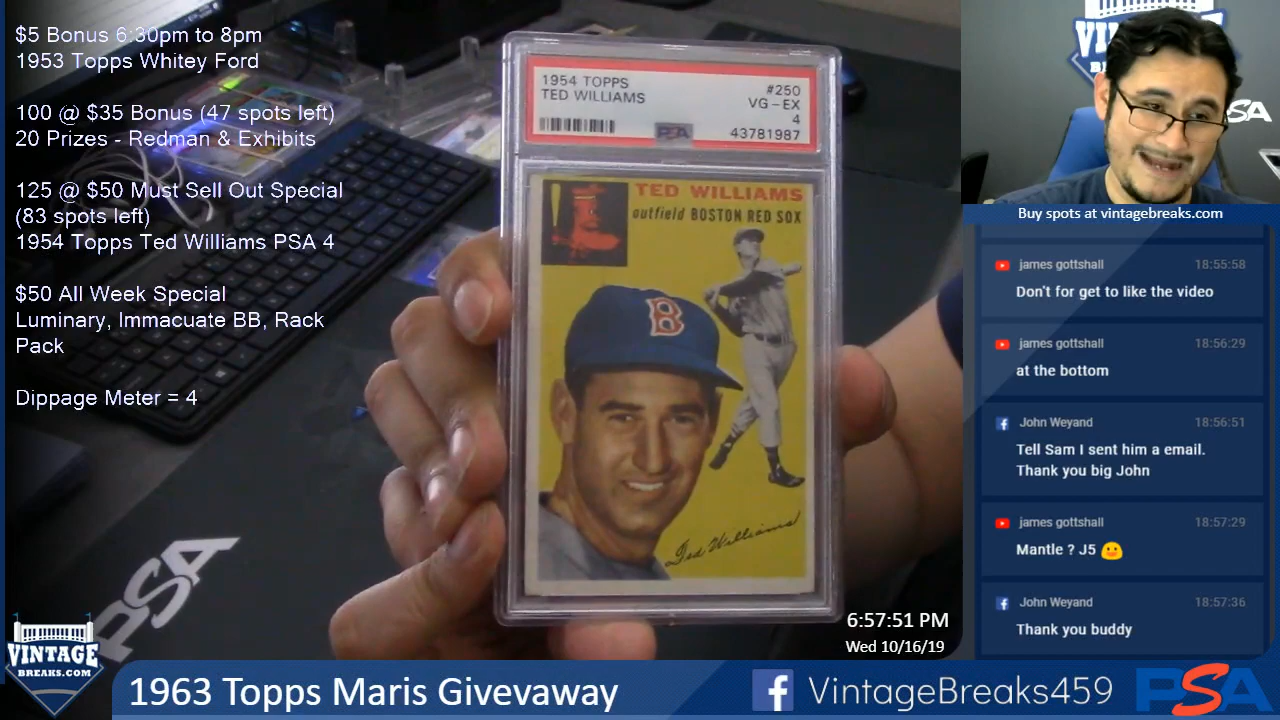 $5 Bonus 6:30pm to 8pm
1953 Topps Whitey Ford
100 @ $35 Bonus (47 spots left)
20 Prizes - Redman & Exhibits
125 @ $50 Must Sell Out Special
(83 spots left)
1954 Topps Ted Williams PSA 4
$50 All Week Special
Luminary, Immacuate BB, Rack
Pack
Dippage Meter = 4
1954 TOPPS
TED WILLIAMS
#250
VG-EX
4
43781987
PSA
TED WILLIAMS
outfield BOSTON RED SOX
B
Ted Williams
PSA
6:57:51 PM
Wed 10/16/19
SA
Buy spots at vintagebreaks.com
james gottshall 18:55:58
Don't for get to like the video
james gottshall 18:56:29
at the bottom
John Weyand 18:56:51
Tell Sam I sent him a email.
Thank you big John
james gottshall 18:57:29
Mantle ? J5
John Weyand 18:57:36
Thank you buddy
VINTAGE
BREAKS.COM
1963 Topps Maris Givevaway
f VintageBreaks459
PSA